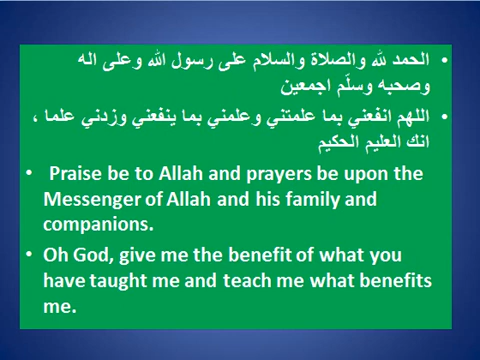 الحمد لله والصلاة والسلام على رسول الله وعلى اله
وصحبه وسلّم اجمعين
اللهم انفعني بما علمتني وعلمني بما ينفعني وزدني علما ،
انك العليم الحكيم
Praise be to Allah and prayers be upon the
Messenger of Allah and his family and
companions.
Oh God, give me the benefit of what you
have taught me and teach me what benefits
me.